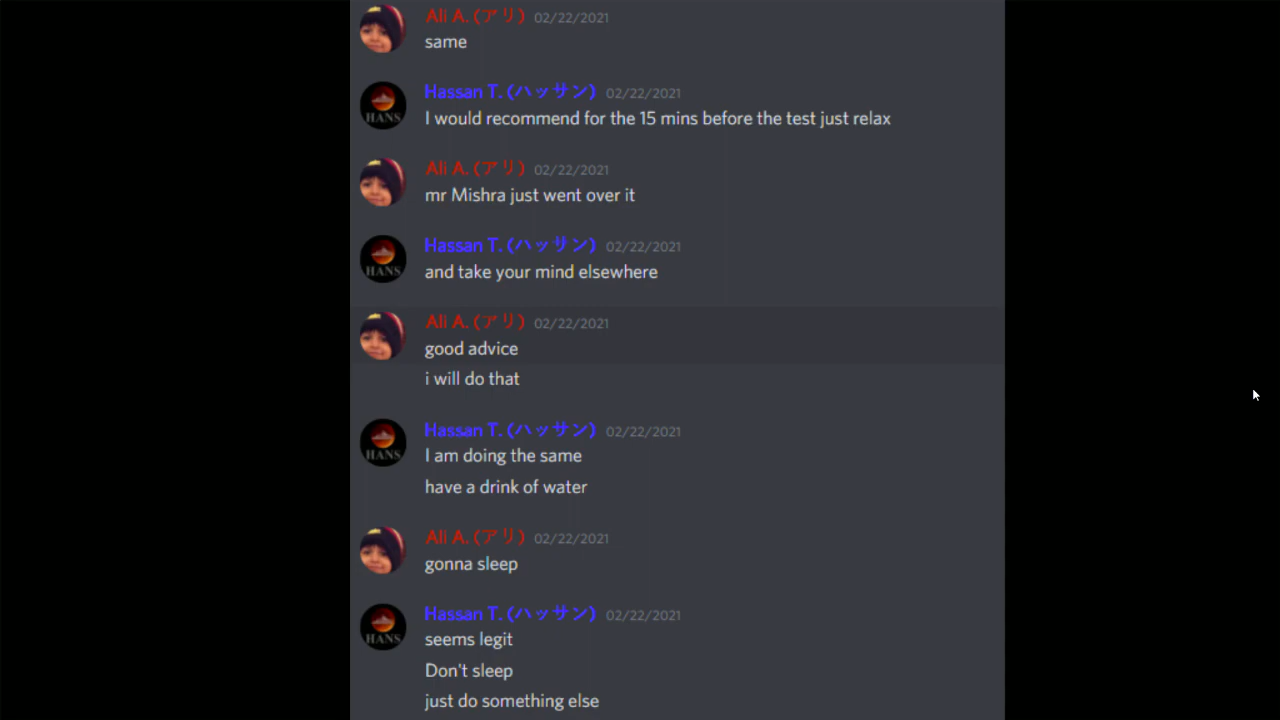 Ali A. (アリ) 02/22/2021
same
Hassan T. (ハッサン) 02/22/2021
HANS
I would recommend for the 15 mins before the test just relax
Ali A. (アリ) 02/22/2021
mr Mishra just went over it
Hassan T. (ハッサン) 02/22/2021
HANS
and take your mind elsewhere
Ali A. (アリ) 02/22/2021
good advice
i will do that
Hassan T. (ハッサン) 02/22/2021
HANS
I am doing the same
have a drink of water
Ali A. (アリ) 02/22/2021
gonna sleep
Hassan T. (ハッサン) 02/22/2021
HANS
seems legit
Don't sleep
just do something else